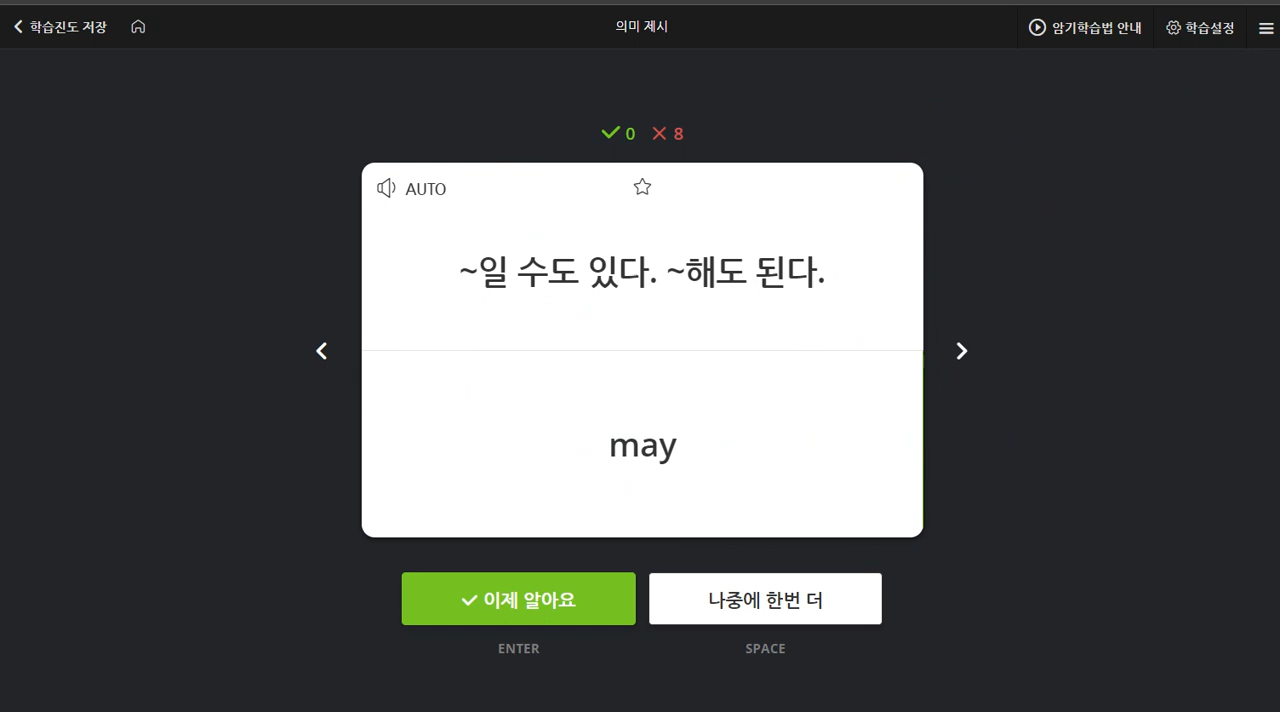 학습진도 저장
의미 제시
암기학습법 안내
학습설정
0
8
AUTO
~일 수도 있다. ~해도 된다.
may
이제 알아요
나중에 한번 더
ENTER
SPACE